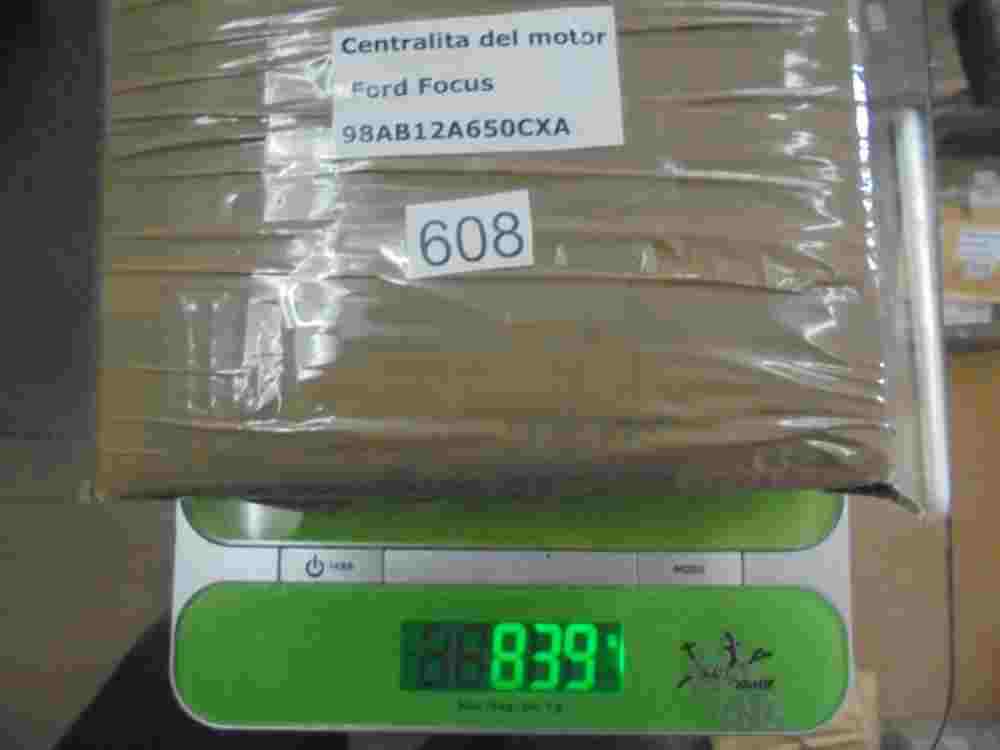 Centralita del motor
Ford Focus
98AB12A650CXA
608
839